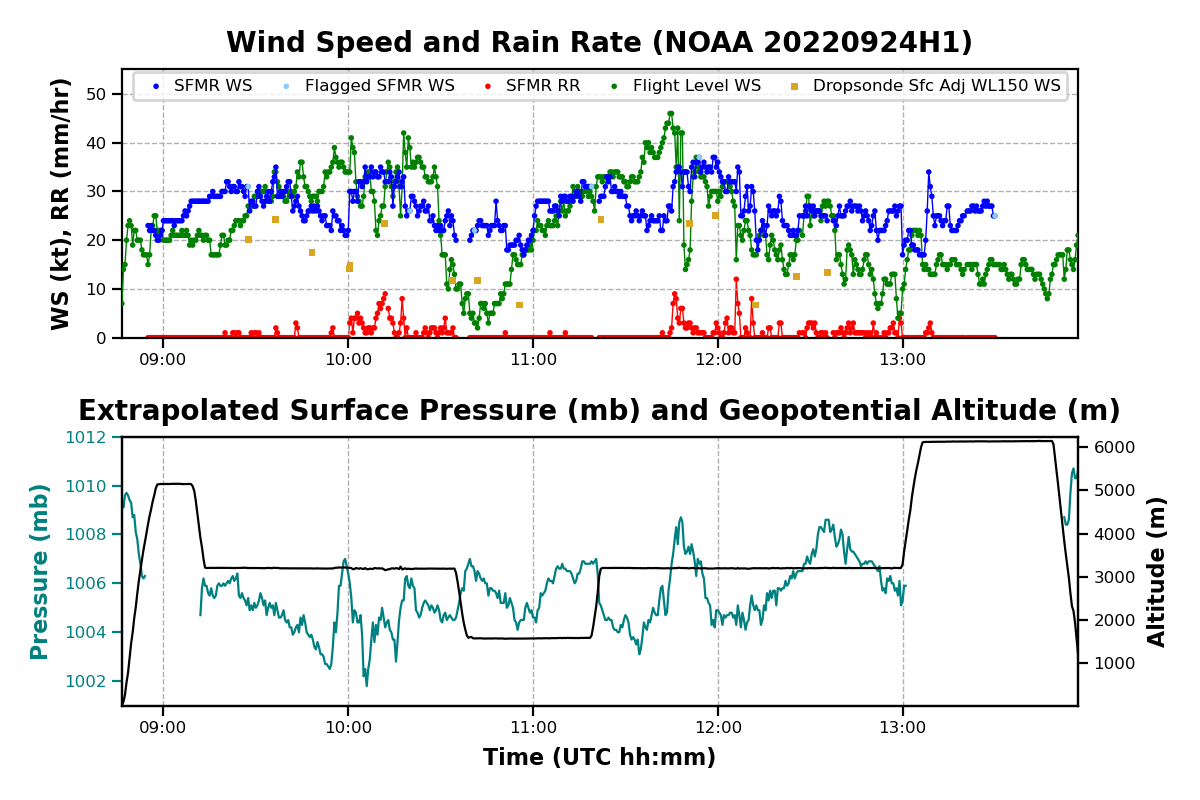 Wind Speed and Rain Rate (NOAA 20220924H1)
SFMR WS Flagged SFMR WS SFMR RR Flight Level WS Dropsonde Sfc Adj WL150 WS
WS (kt), RR (mm/hr)
50
40
30
20
10
0
09:00 10:00 11:00 12:00 13:00
Extrapolated Surface Pressure (mb) and Geopotential Altitude (m)
Pressure (mb)
1012
1010
1008
1006
1004
1002
6000
5000
4000
3000
2000
1000
Altitude (m)
09:00 10:00 11:00 12:00 13:00
Time (UTC hh:mm)